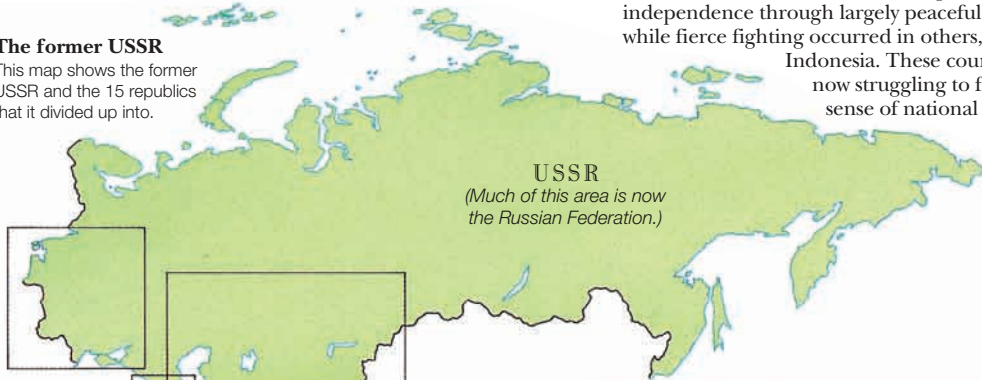 The former USSR
This map shows the former
USSR and the 15 republics
that it divided up into.
independence through largely peaceful
while fierce fighting occurred in others,
Indonesia. These coun
now struggling to f
sense of national
USSR
(Much of this area is now
the Russian Federation.)